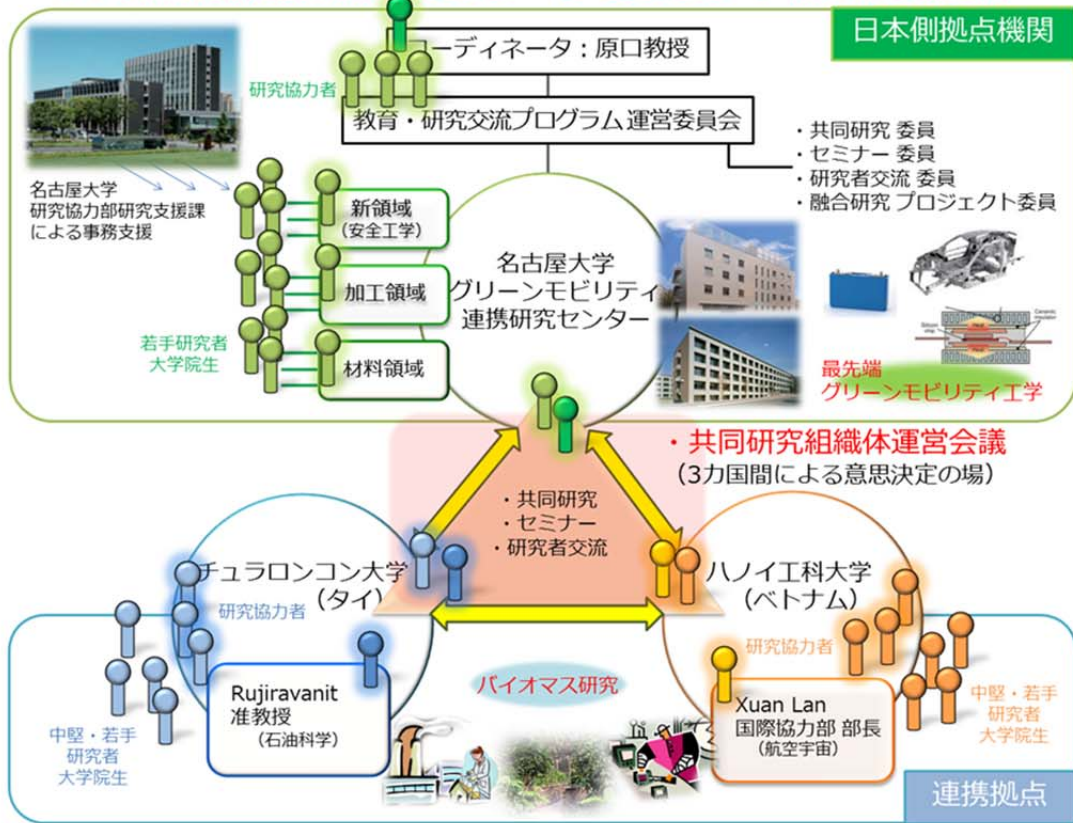 日本側拠点機関
コーディネータ：原口教授
研究協力者
教育・研究交流プログラム 運営委員会
・共同研究 委員
・セミナー 委員
・研究者交流 委員
・融合研究 プロジェクト委員
名古屋大学
研究協力部研究支援課
による事務支援
新領域
（安全工学）
加工領域
材料領域
若手研究者
大学院生
名古屋大学
グリーンモビリティ
連携研究センター
Silicon
chip
Ceramic
insulator
最先端
グリーンモビリティ工学
・共同研究組織体運営会議
（3カ国間による意思決定の場）
・共同研究
・セミナー
・研究者交流
チュラロンコン大学
（タイ）
研究協力者
Rujiravanit
准教授
（石油科学）
中堅・若手
研究者
大学院生
バイオマス研究
ハノイ工科大学
（ベトナム）
研究協力者
Xuan Lan
国際協力部 部長
（航空宇宙）
中堅・若手
研究者
大学院生
連携拠点